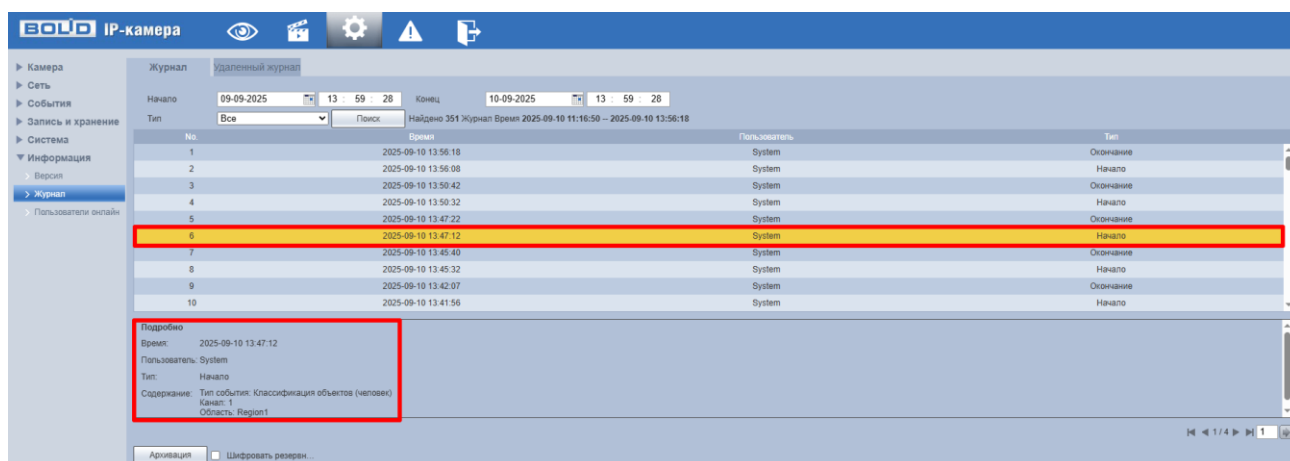 BOLID IP-камера
Камера
Сеть
События
Запись и хранение
Система
Информация
Версия
Журнал
Пользователи онлайн
Журнал Удаленный журнал
Начало 09-09-2025 13 : 59 : 28 Конец 10-09-2025 13 : 59 : 28
Тип Все Поиск Найдено 351 Журнал Время 2025-09-10 11:16:50 -- 2025-09-10 13:56:18
No. Время Пользователь Тип
1 2025-09-10 13:56:18 System Окончание
2 2025-09-10 13:56:08 System Начало
3 2025-09-10 13:50:42 System Окончание
4 2025-09-10 13:50:32 System Начало
5 2025-09-10 13:47:22 System Окончание
6 2025-09-10 13:47:12 System Начало
7 2025-09-10 13:45:40 System Окончание
8 2025-09-10 13:45:32 System Начало
9 2025-09-10 13:42:07 System Окончание
10 2025-09-10 13:41:56 System Начало
Подробно
Время: 2025-09-10 13:47:12
Пользователь: System
Тип: Начало
Содержание: Тип события: Классификация объектов (человек)
Канал: 1
Область: Region1
1 / 4 1
Архивация Шифровать резервн...